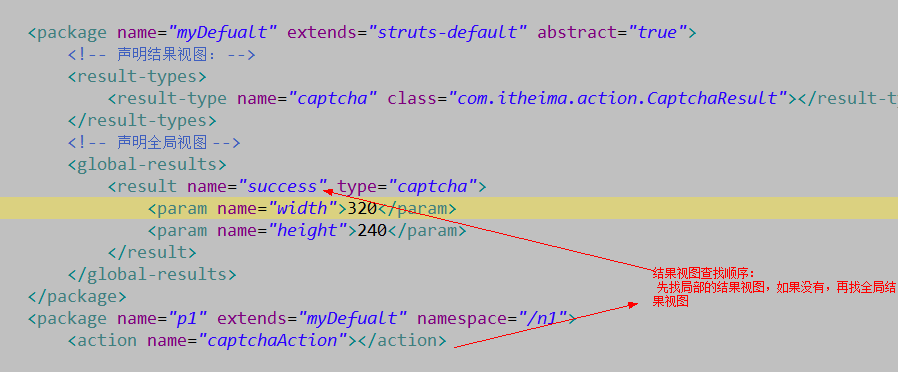 <package name="myDefualt" extends="struts-default" abstract="true">
<!-- 声明结果视图：-->
<result-types>
<result-type name="captcha" class="com.itheima.action.CaptchaResult"></result-t
</result-types>
<!-- 声明全局视图 -->
<global-results>
<result name="success" type="captcha">
<param name="width">320</param>
<param name="height">240</param>
</result>
</global-results>
</package>
<package name="p1" extends="myDefualt" namespace="/n1">
<action name="captchaAction"></action>
结果视图查找顺序：
先找局部的结果视图，如果没有，再找全局结
果视图